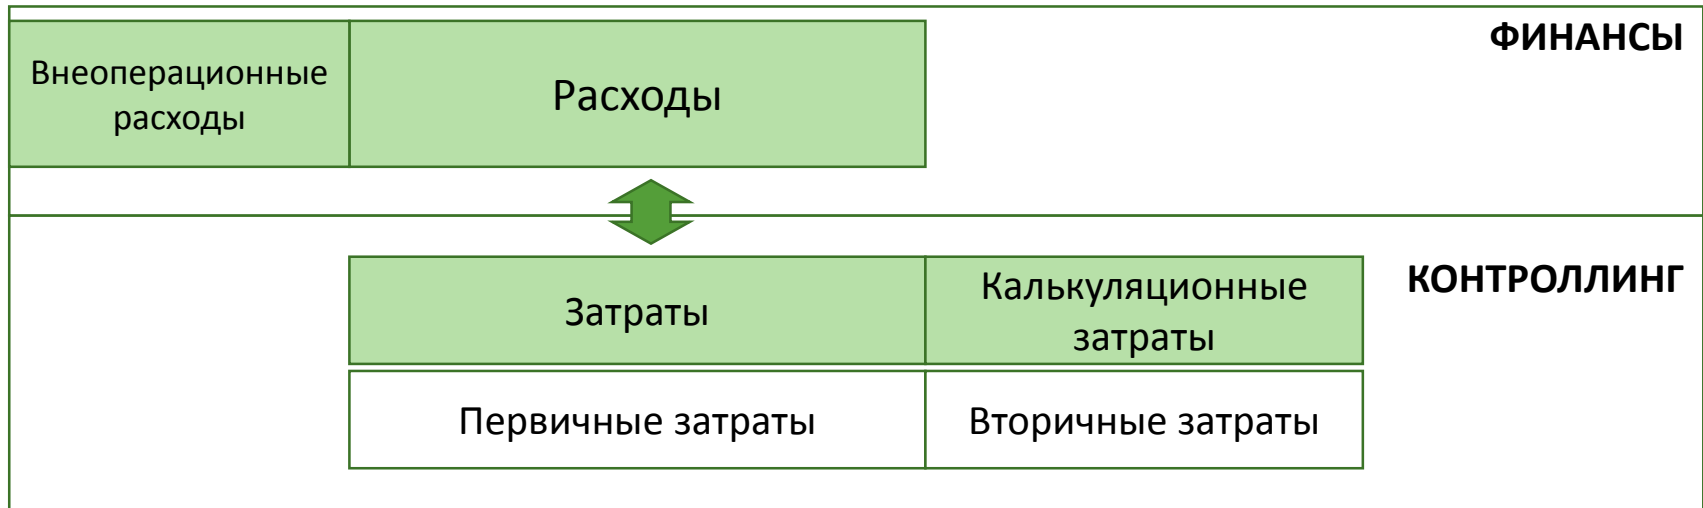 ФИНАНСЫ
Внеоперационные
расходы
Расходы
КОНТРОЛЛИНГ
Затраты
Калькуляционные
затраты
Первичные затраты
Вторичные затраты